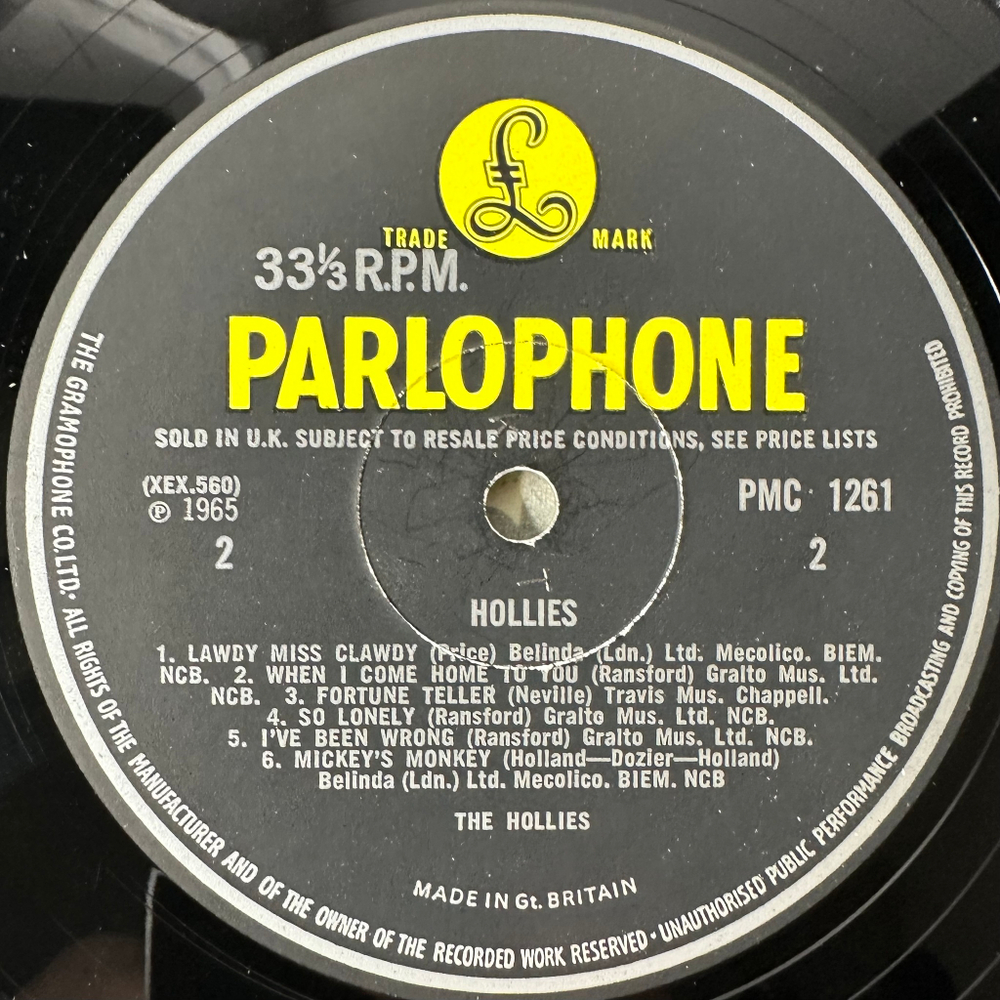 £
TRADE MARK
33⅓ R.P.M.
PARLOPHONE
SOLD IN U.K. SUBJECT TO RESALE PRICE CONDITIONS, SEE PRICE LISTS
(XEX.560)
℗ 1965
2
PMC 1261
2
HOLLIES
1. LAWDY MISS CLAWDY (Price) Belinda (Ldn.) Ltd. Mecolico. BIEM.
NCB. 2. WHEN I COME HOME TO YOU (Ransford) Gralto Mus. Ltd.
NCB. 3. FORTUNE TELLER (Neville) Travis Mus. Chappell.
4. SO LONELY (Ransford) Gralto Mus. Ltd. NCB.
5. I'VE BEEN WRONG (Ransford) Gralto Mus. Ltd. NCB.
6. MICKEY'S MONKEY (Holland—Dozier—Holland)
Belinda (Ldn.) Ltd. Mecolico. BIEM. NCB
THE HOLLIES
MADE IN Gt. BRITAIN
THE GRAMOPHONE CO. LTD. • ALL RIGHTS OF THE MANUFACTURER AND OF THE OWNER OF THE RECORDED WORK RESERVED • UNAUTHORISED PUBLIC PERFORMANCE BROADCASTING AND COPYING OF THIS RECORD PROHIBITED